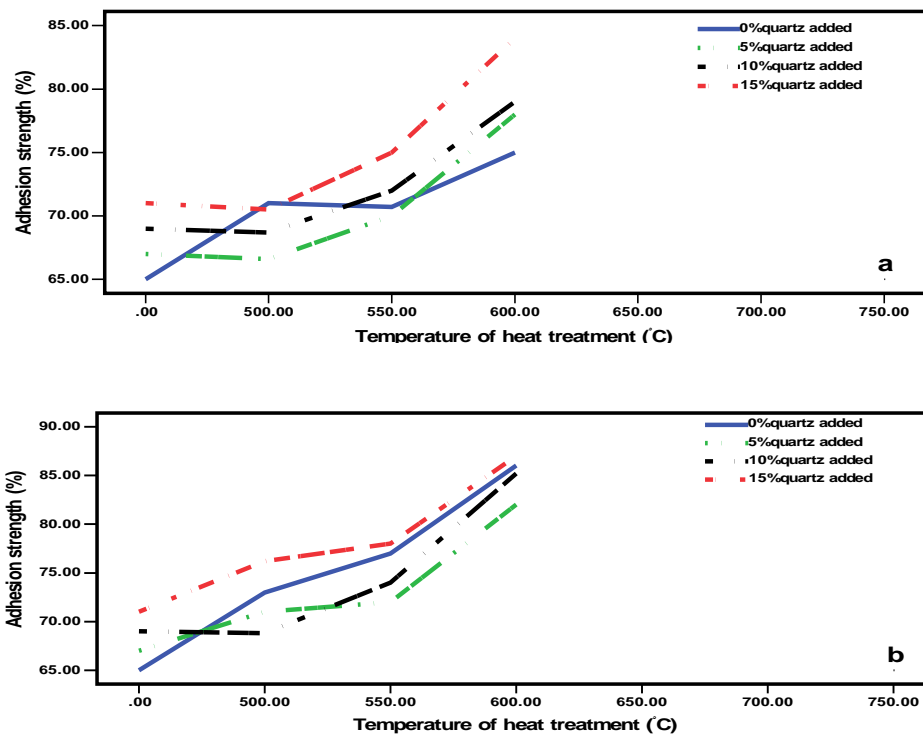 85.00
80.00
75.00
70.00
65.00
Adhesion strength (%)
0%quartz added
5%quartz added
10%quartz added
15%quartz added
a
.00 500.00 550.00 600.00 650.00 700.00 750.00
Temperature of heat treatment (°C)
90.00
85.00
80.00
75.00
70.00
65.00
Adhesion strength (%)
0%quartz added
5%quartz added
10%quartz added
15%quartz added
b
.00 500.00 550.00 600.00 650.00 700.00 750.00
Temperature of heat treatment (°C)